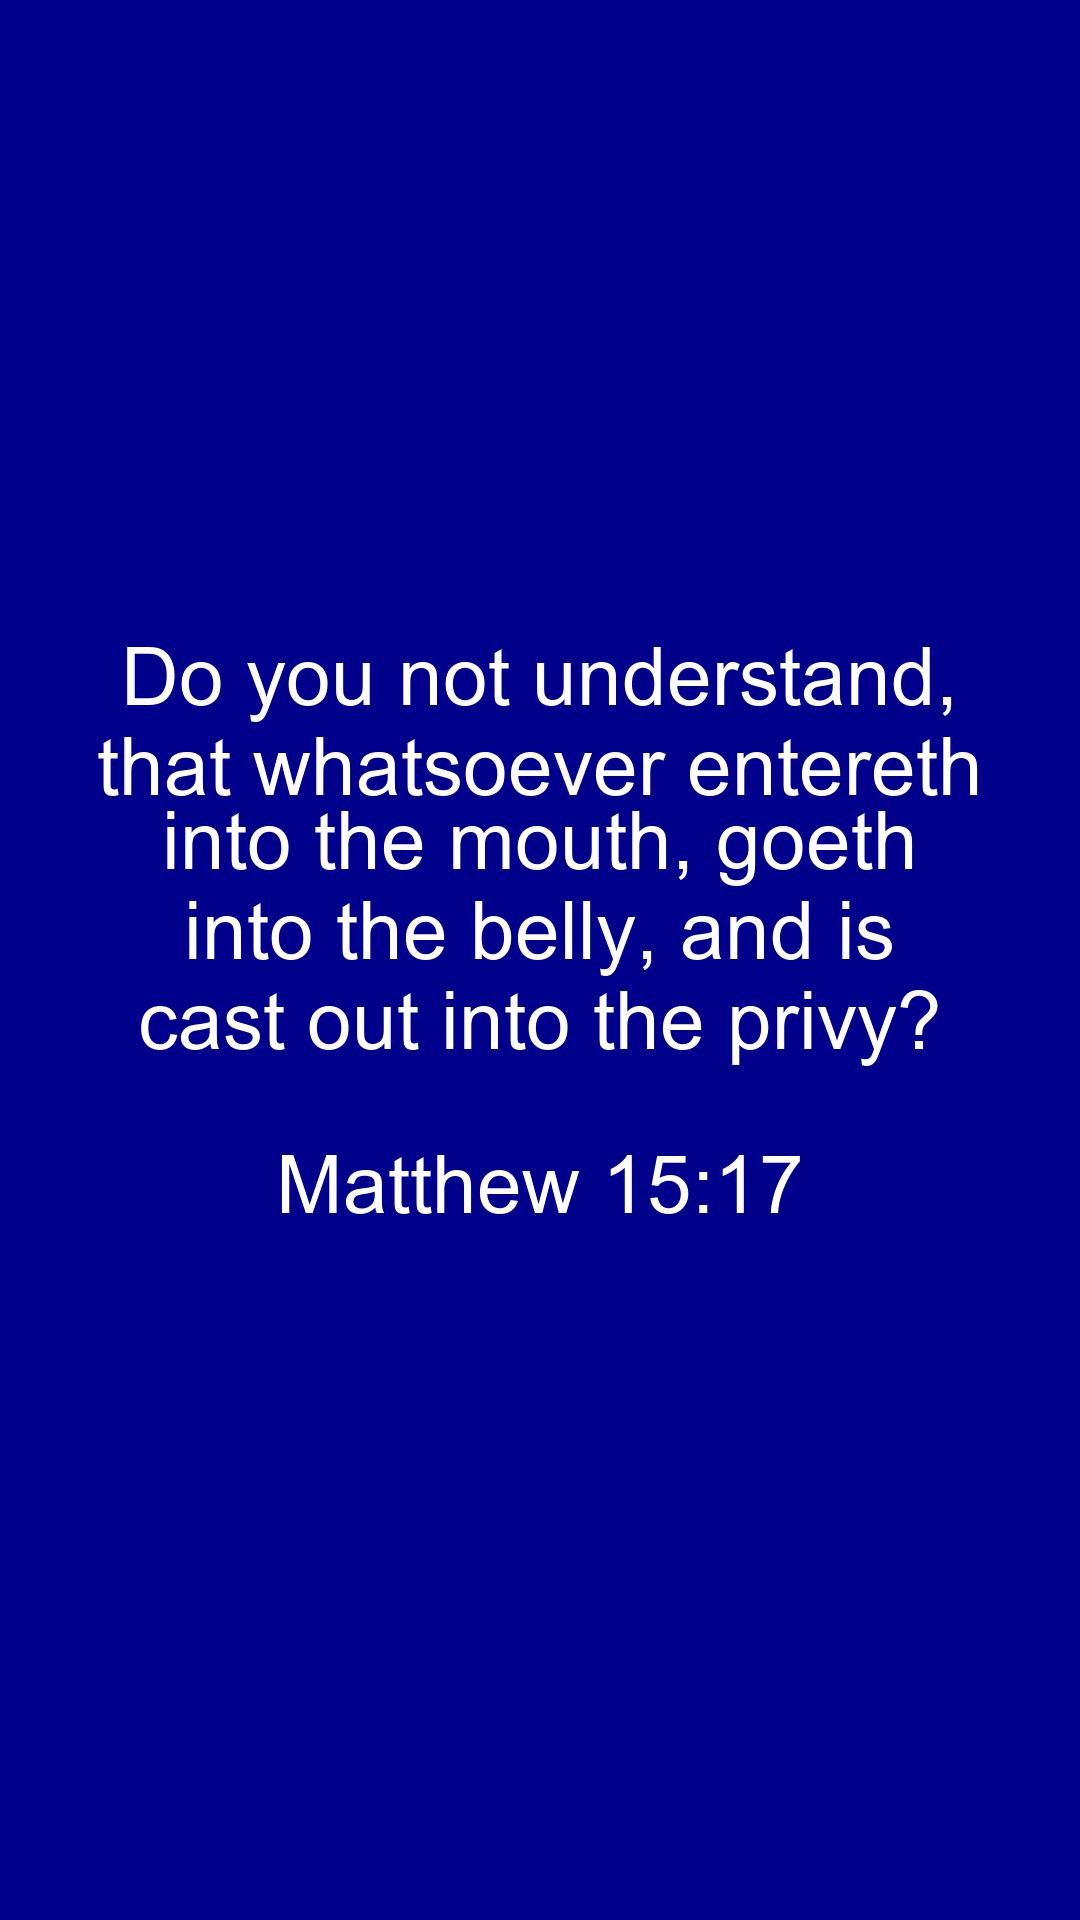 Do you not understand,
that whatsoever entereth
into the mouth, goeth
into the belly, and is
cast out into the privy?
Matthew 15:17